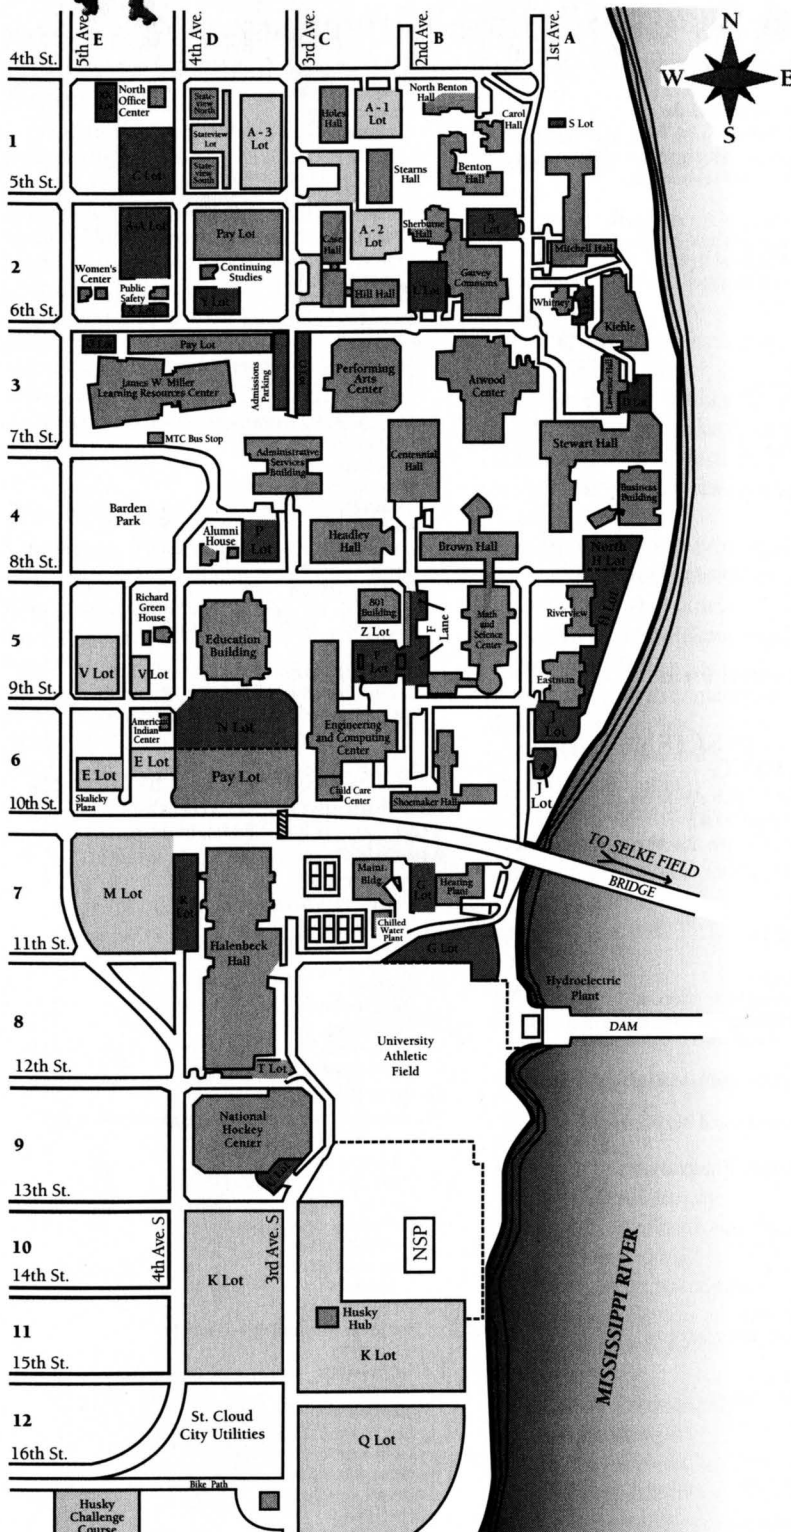 N
W
E
S
E
D
C
B
A
5th Ave.
4th Ave.
3rd Ave.
2nd Ave.
1st Ave.
4th St.
1
North
Office
Center
State-
view
North
Stateview
Lot
State-
view
South
A - 3
Lot
C Lot
Holes
Hall
A - 1
Lot
North Benton
Hall
Carol
Hall
S Lot
Stearns
Hall
Benton
Hall
5th St.
2
Pay Lot
Case
Hall
A - 2
Lot
Sherburne
Hall
Mitchell Hall
Women's
Center
Public
Safety
Continuing
Studies
Y Lot
Hill Hall
L Lot
Garvey
Commons
Whitney
Kiehle
6th St.
3
Pay Lot
James W. Miller
Learning Resources Center
Admissions
Parking
Performing
Arts
Center
Atwood
Center
Lawrence Hall
7th St.
MTC Bus Stop
Administrative
Services
Building
Centennial
Hall
Stewart Hall
4
Barden
Park
Alumni
House
P
Lot
Headley
Hall
Brown Hall
Business
Building
8th St.
North
H Lot
H Lot
5
Richard
Green
House
V Lot
V Lot
Education
Building
801
Building
Z Lot
F
Lane
F
Lot
Math
and
Science
Center
Riverview
Eastman
9th St.
6
American
Indian
Center
N Lot
Engineering
and Computing
Center
I
Lot
E Lot
E Lot
Pay Lot
J
Lot
Skalicky
Plaza
Child Care
Center
Shoemaker Hall
10th St.
TO SELKE FIELD
BRIDGE
7
M Lot
R
Lot
Halenbeck
Hall
Maint.
Bldg.
G
Lot
Heating
Plant
Chilled
Water
Plant
G Lot
11th St.
Hydroelectric
Plant
8
University
Athletic
Field
DAM
12th St.
T Lot
9
National
Hockey
Center
13th St.
10
4th Ave. S
3rd Ave. S
K Lot
NSP
14th St.
MISSISSIPPI RIVER
11
Husky
Hub
K Lot
15th St.
12
St. Cloud
City Utilities
Q Lot
16th St.
Bike Path
Husky
Challenge
Course